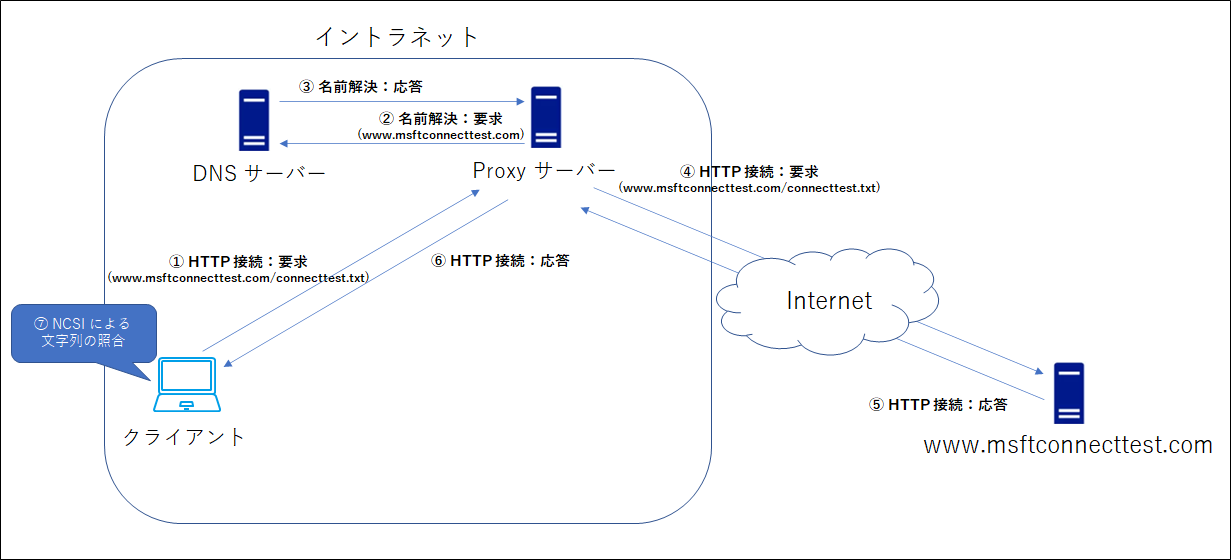 イントラネット
③ 名前解決：応答
② 名前解決：要求
(www.msftconnecttest.com)
DNS サーバー
Proxy サーバー
④ HTTP 接続：要求
(www.msftconnecttest.com/connecttest.txt)
① HTTP 接続：要求
(www.msftconnecttest.com/connecttest.txt)
⑥ HTTP 接続：応答
Internet
⑦ NCSI による
文字列の照合
⑤ HTTP 接続：応答
クライアント
www.msftconnecttest.com